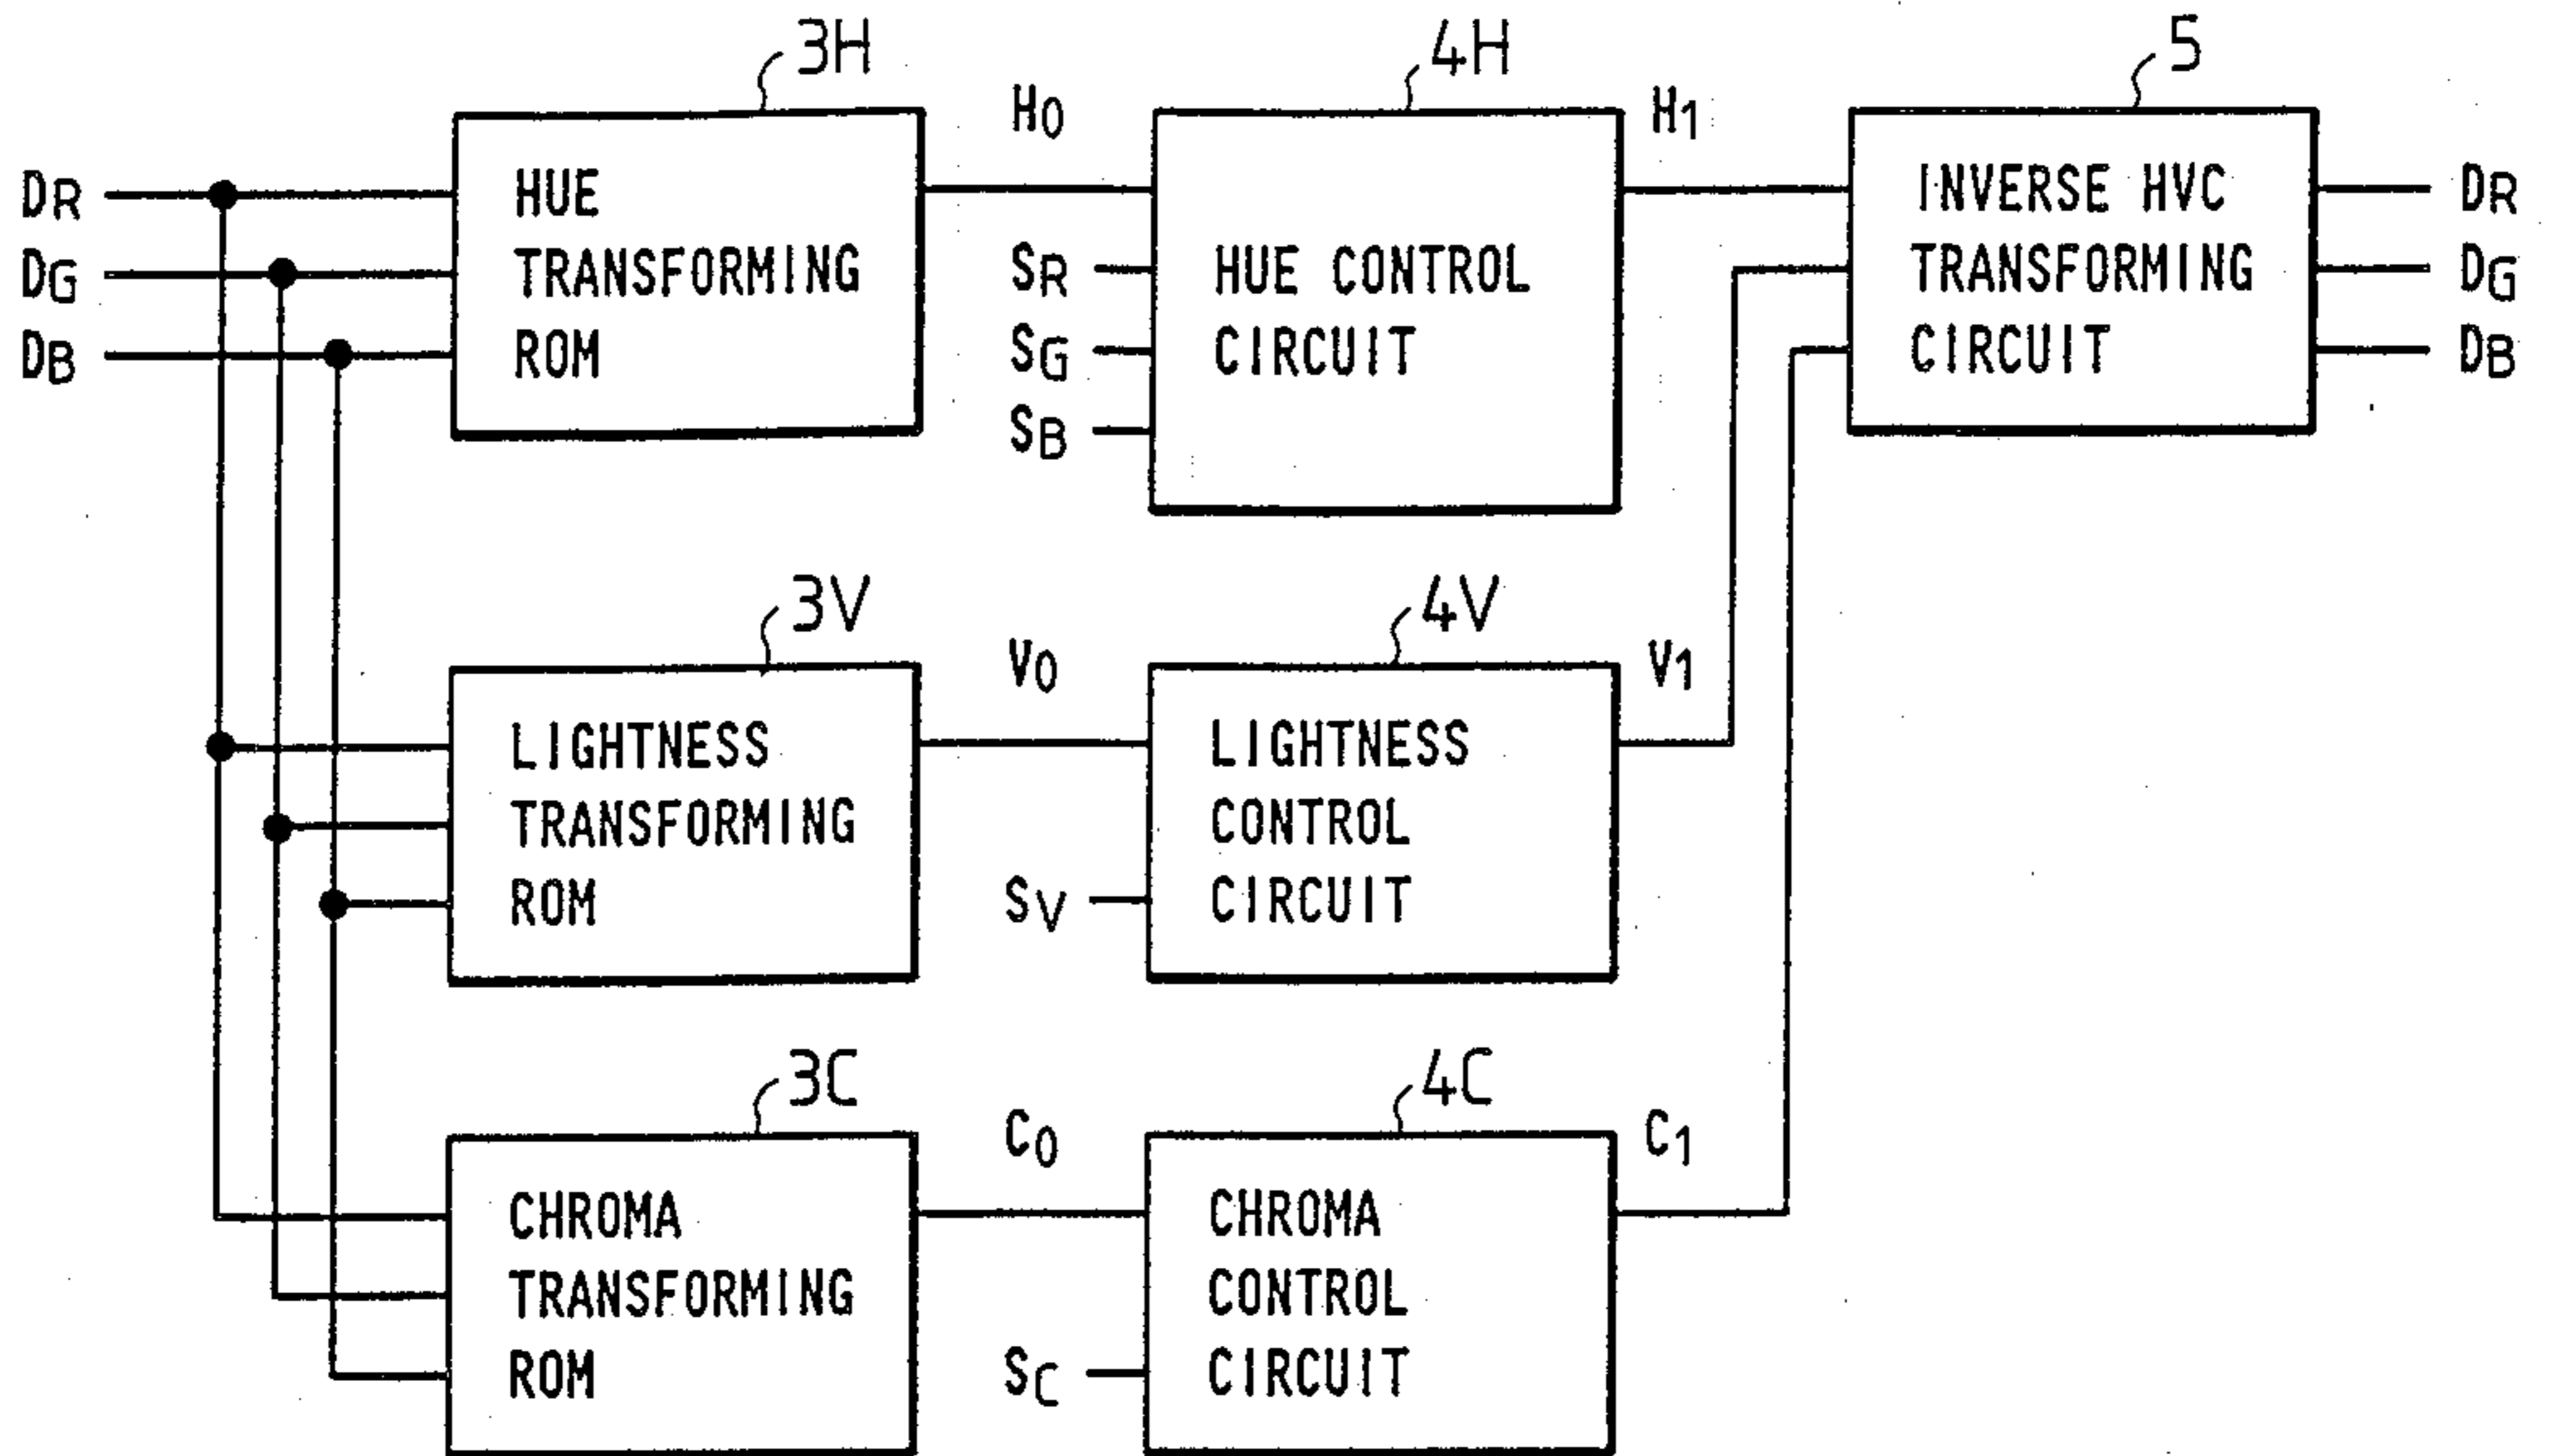 3H
4H
5
H0
H1
DR
DG
DB
HUE
TRANSFORMING
ROM
SR
SG
SB
HUE CONTROL
CIRCUIT
INVERSE HVC
TRANSFORMING
CIRCUIT
DR
DG
DB
3V
4V
V0
V1
LIGHTNESS
TRANSFORMING
ROM
SV
LIGHTNESS
CONTROL
CIRCUIT
3C
4C
C0
C1
CHROMA
TRANSFORMING
ROM
SC
CHROMA
CONTROL
CIRCUIT